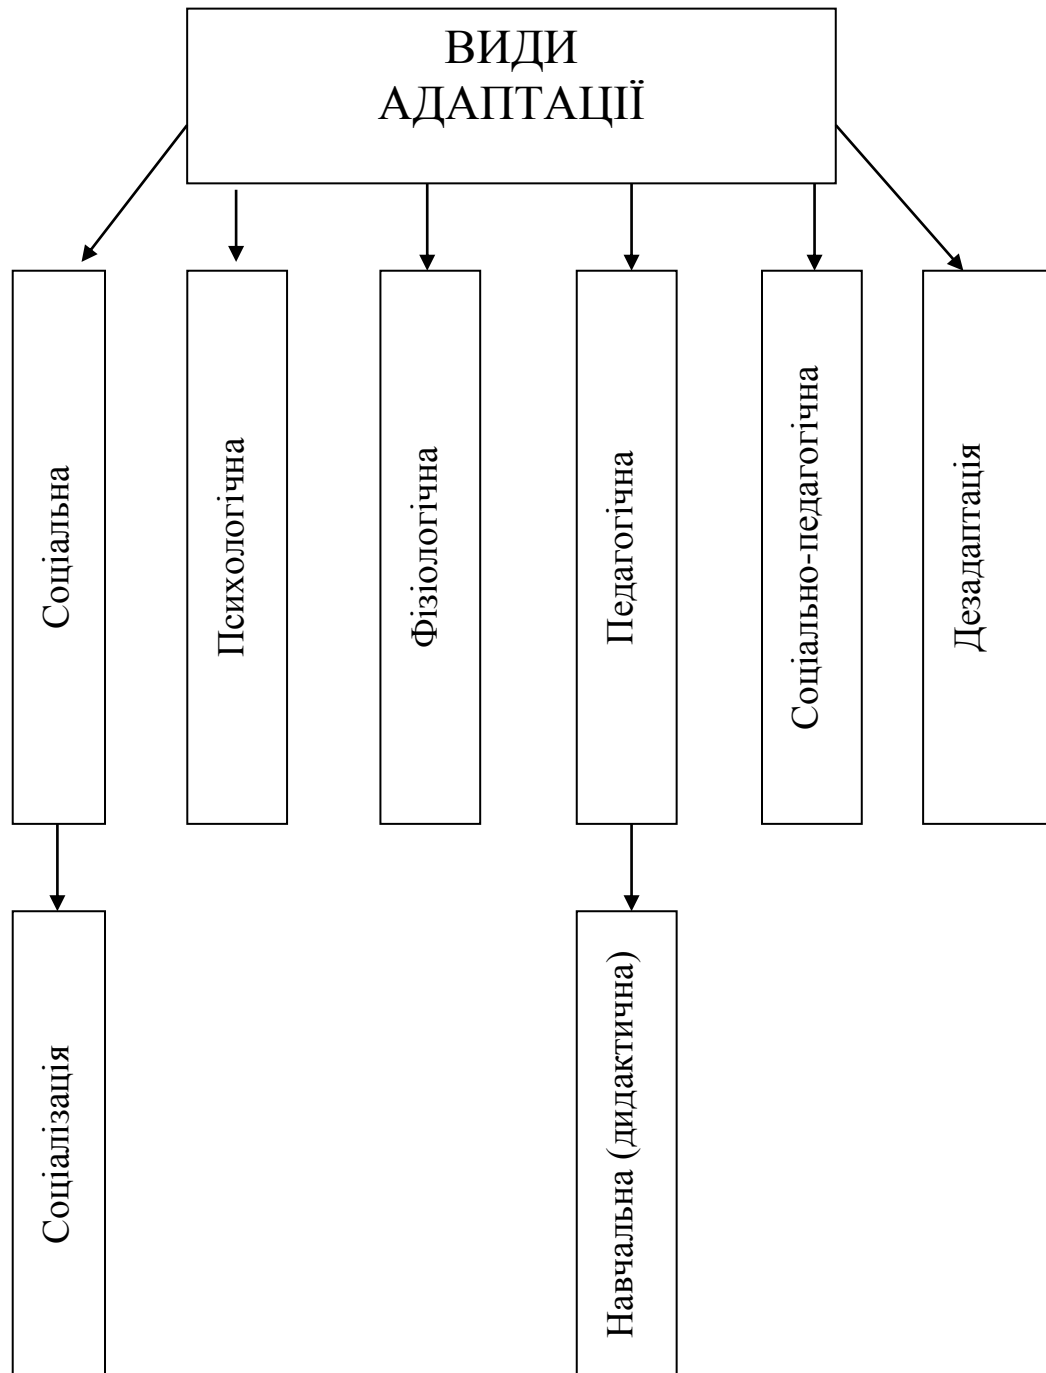 ВИДИ
АДАПТАЦІЇ
Соціальна
Психологічна
Фізіологічна
Педагогічна
Соціально-педагогічна
Дезадаптація
Соціалізація
Навчальна (дидактична)